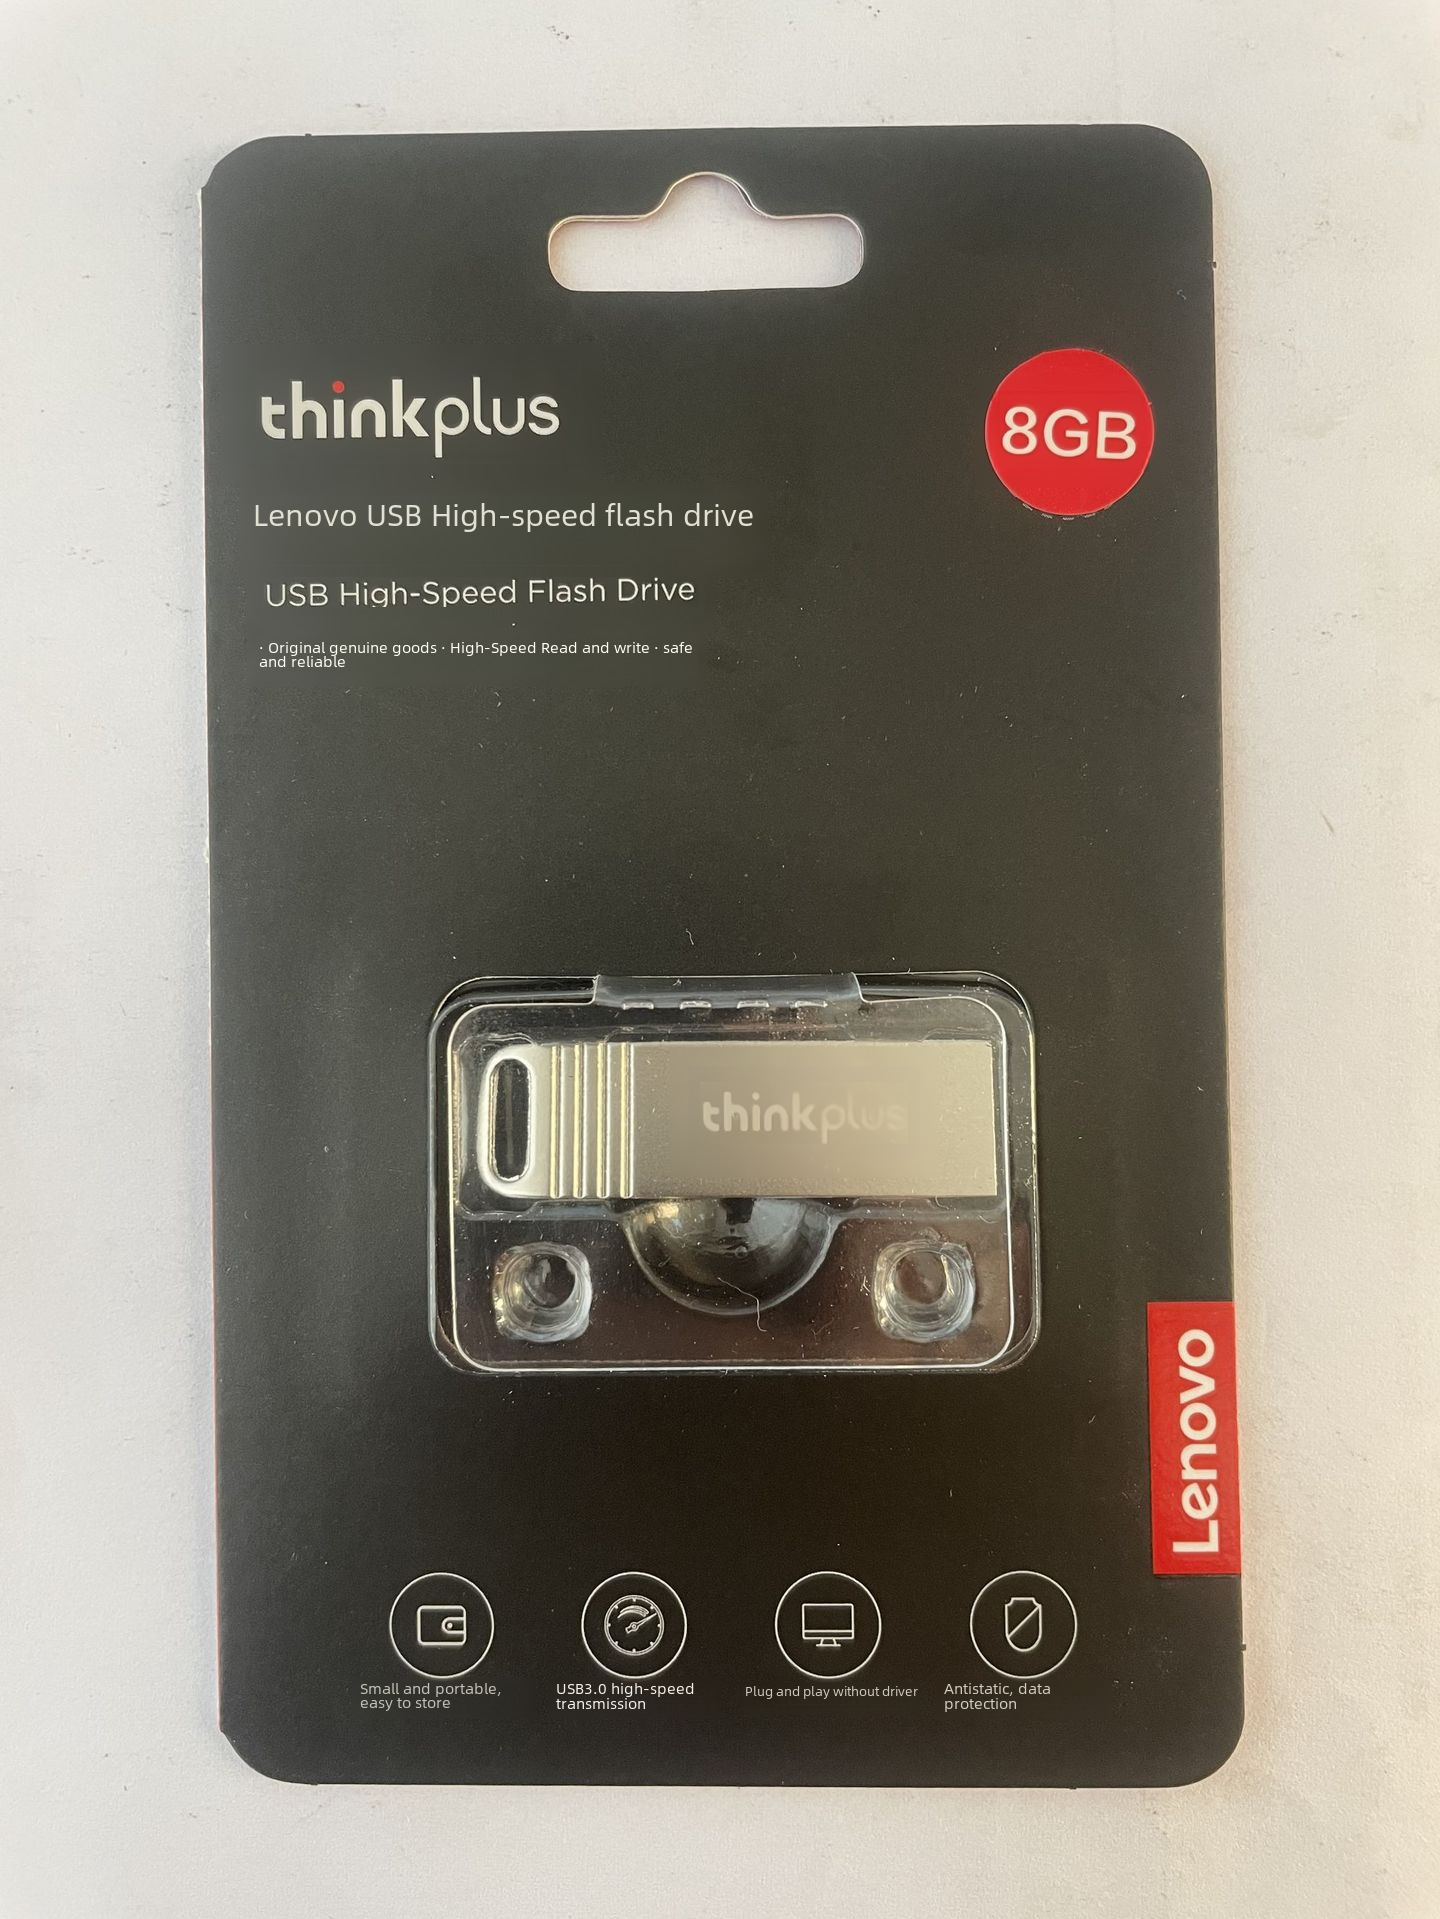 thinkplus
8GB
Lenovo USB High-speed flash drive
USB High-Speed Flash Drive
· Original genuine goods · High-Speed Read and write · safe
and reliable
thinkplus
Lenovo
Small and portable,
easy to store
USB3.0 high-speed
transmission
Plug and play without driver
Antistatic, data
protection